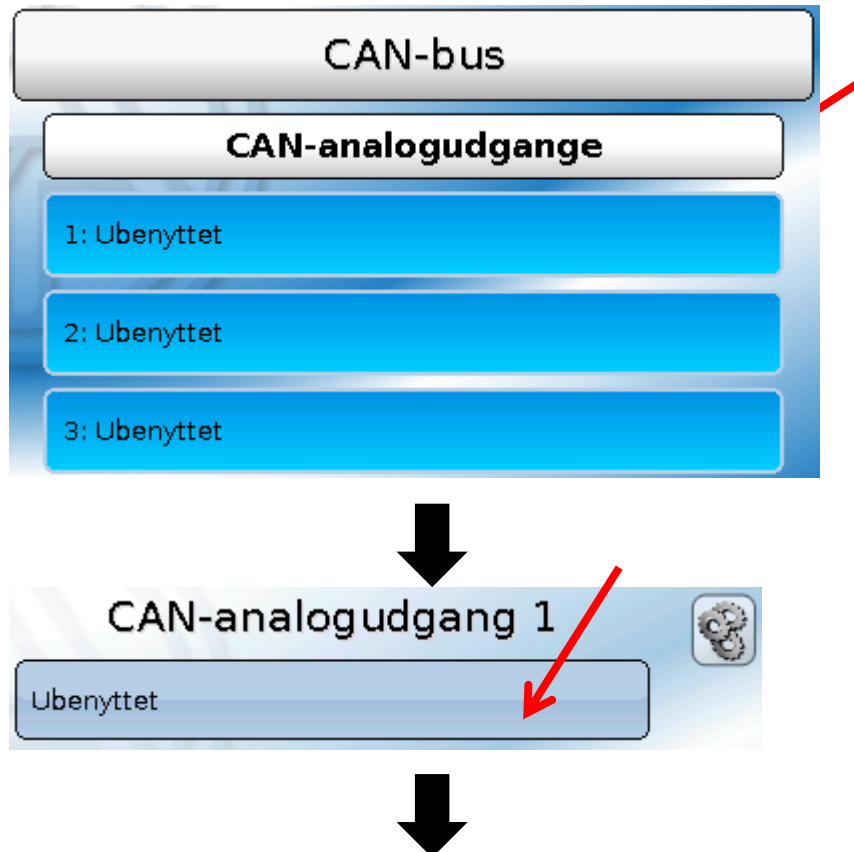 CAN-bus
CAN-analogudgange
1: Ubenyttet
2: Ubenyttet
3: Ubenyttet
CAN-analogudgang 1
Ubenyttet